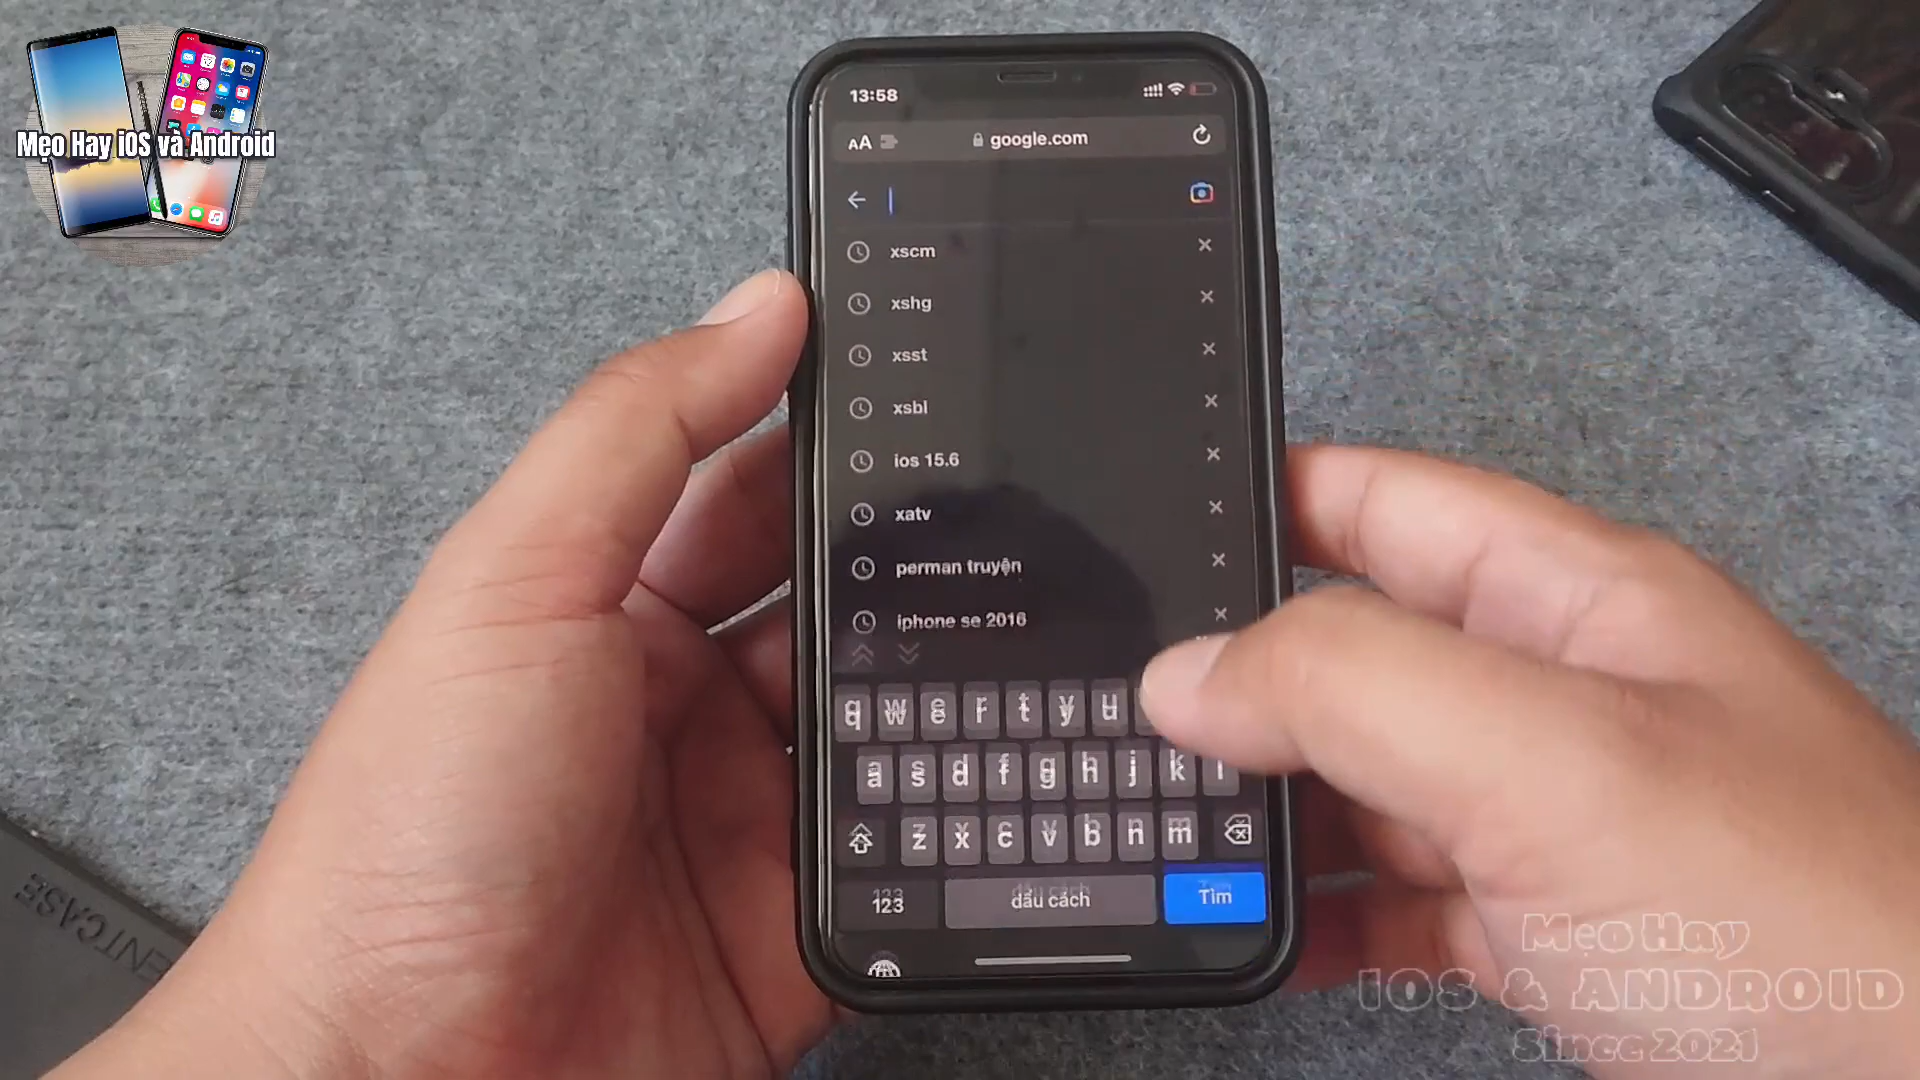 Mẹo Hay iOS và Android
13:58
AA
google.com
xscm
xshg
xsst
xsbl
ios 15.6
xatv
perman truyện
iphone se 2016
q w e r t y u
a s d f g h j k l
z x c v b n m
123
dấu cách
Tìm
ENTCASE
Mẹo Hay
IOS & ANDROID
Since 2021